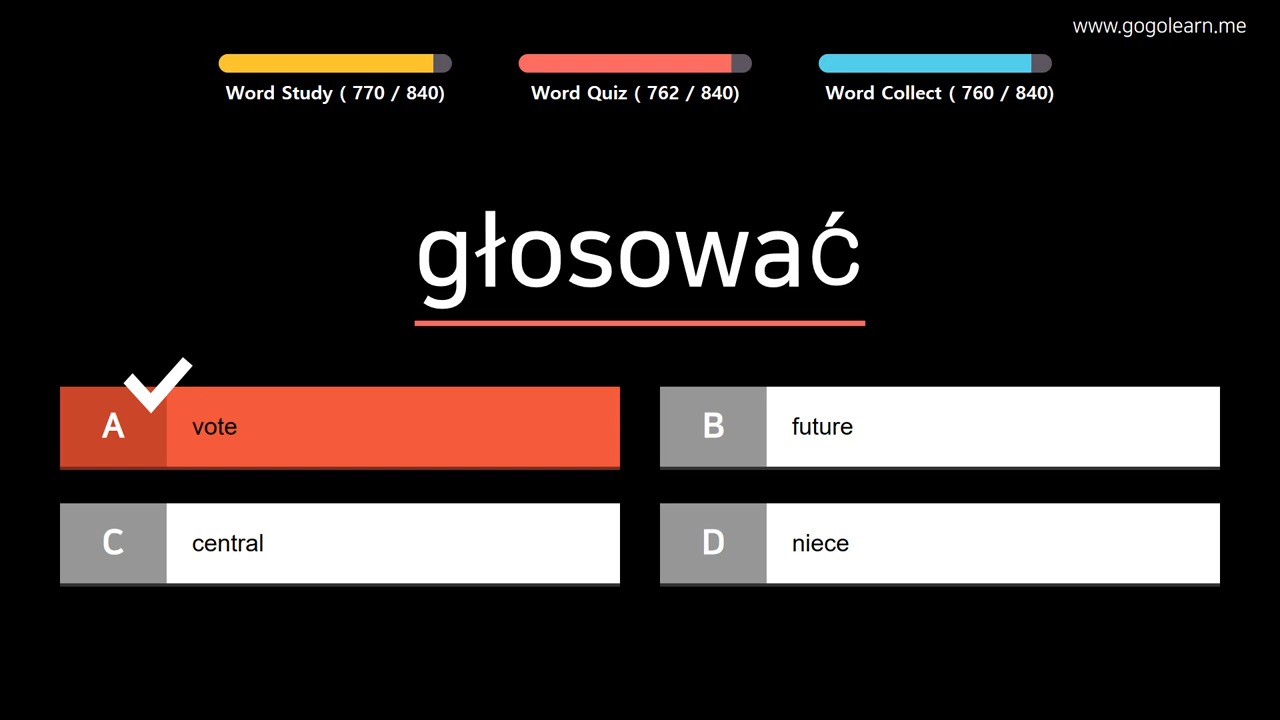 www.gogolearn.me
Word Study ( 770 / 840)
Word Quiz ( 762 / 840)
Word Collect ( 760 / 840)
głosować
A vote
B future
C central
D niece